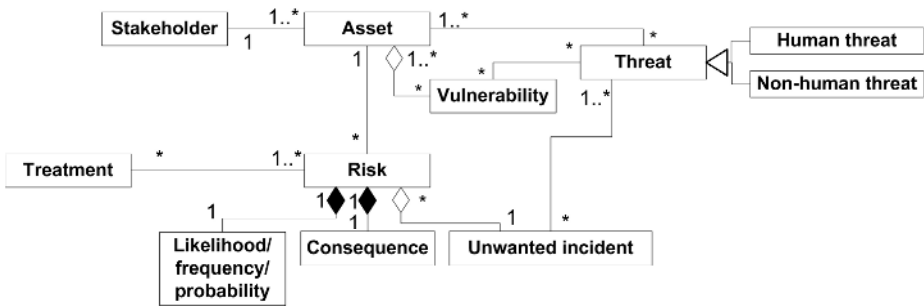 Stakeholder 1 1..* Asset 1..* * Threat
Human threat
Non-human threat
1 1..* * * *
Vulnerability
1..*
*
Treatment * 1..* Risk
1 1 * 1 1 1 *
Likelihood/
frequency/
probability
Consequence
Unwanted incident